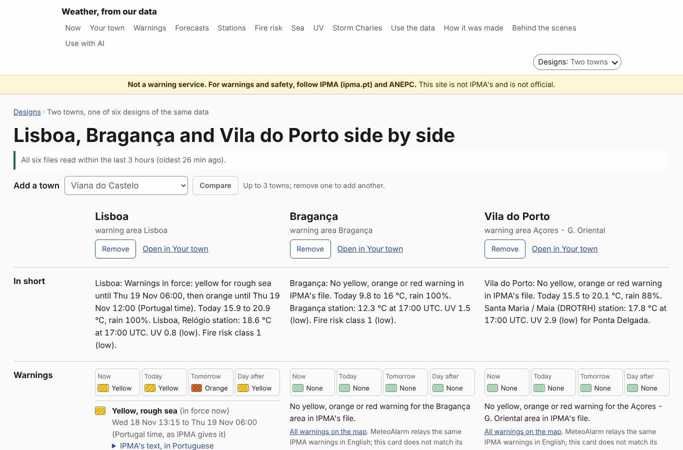 Weather, from our data
Now Your town Warnings Forecasts Stations Fire risk Sea UV Storm Charles Use the data How it was made Behind the scenes
Use with AI
Designs: Two towns
Not a warning service. For warnings and safety, follow IPMA (ipma.pt) and ANEPC. This site is not IPMA's and is not official.
Designs · Two towns, one of six designs of the same data
Lisboa, Bragança and Vila do Porto side by side
All six files read within the last 3 hours (oldest 26 min ago).
Add a town Viana do Castelo Compare Up to 3 towns; remove one to add another.
Lisboa
warning area Lisboa
Remove Open in Your town
Bragança
warning area Bragança
Remove Open in Your town
Vila do Porto
warning area Açores - G. Oriental
Remove Open in Your town
In short
Lisboa: Warnings in force: yellow for rough sea
until Thu 19 Nov 06:00, then orange until Thu 19
Nov 12:00 (Portugal time). Today 15.9 to 20.9
°C, rain 100%. Lisboa, Relógio station: 18.6 °C
at 17:00 UTC. UV 0.8 (low). Fire risk class 1
(low).
Bragança: No yellow, orange or red warning in
IPMA's file. Today 9.8 to 16 °C, rain 100%.
Bragança station: 12.3 °C at 17:00 UTC. UV 1.5
(low). Fire risk class 1 (low).
Vila do Porto: No yellow, orange or red warning
in IPMA's file. Today 15.5 to 20.1 °C, rain 88%.
Santa Maria / Maia (DROTRH) station: 17.8 °C at
17:00 UTC. UV 2.9 (low) for Ponta Delgada.
Warnings
Now Today Tomorrow Day after
Yellow Yellow Orange Yellow
Yellow, rough sea (in force now)
Wed 18 Nov 13:15 to Thu 19 Nov 06:00
(Portugal time, as IPMA gives it)
▶ IPMA's text, in Portuguese
Now Today Tomorrow Day after
None None None None
No yellow, orange or red warning for the Bragança
area in IPMA's file.
All warnings on the map. MeteoAlarm relays the same
IPMA warnings in English; this card does not match its
Now Today Tomorrow Day after
None None None None
No yellow, orange or red warning for the Açores -
G. Oriental area in IPMA's file.
All warnings on the map. MeteoAlarm relays the same
IPMA warnings in English; this card does not match its